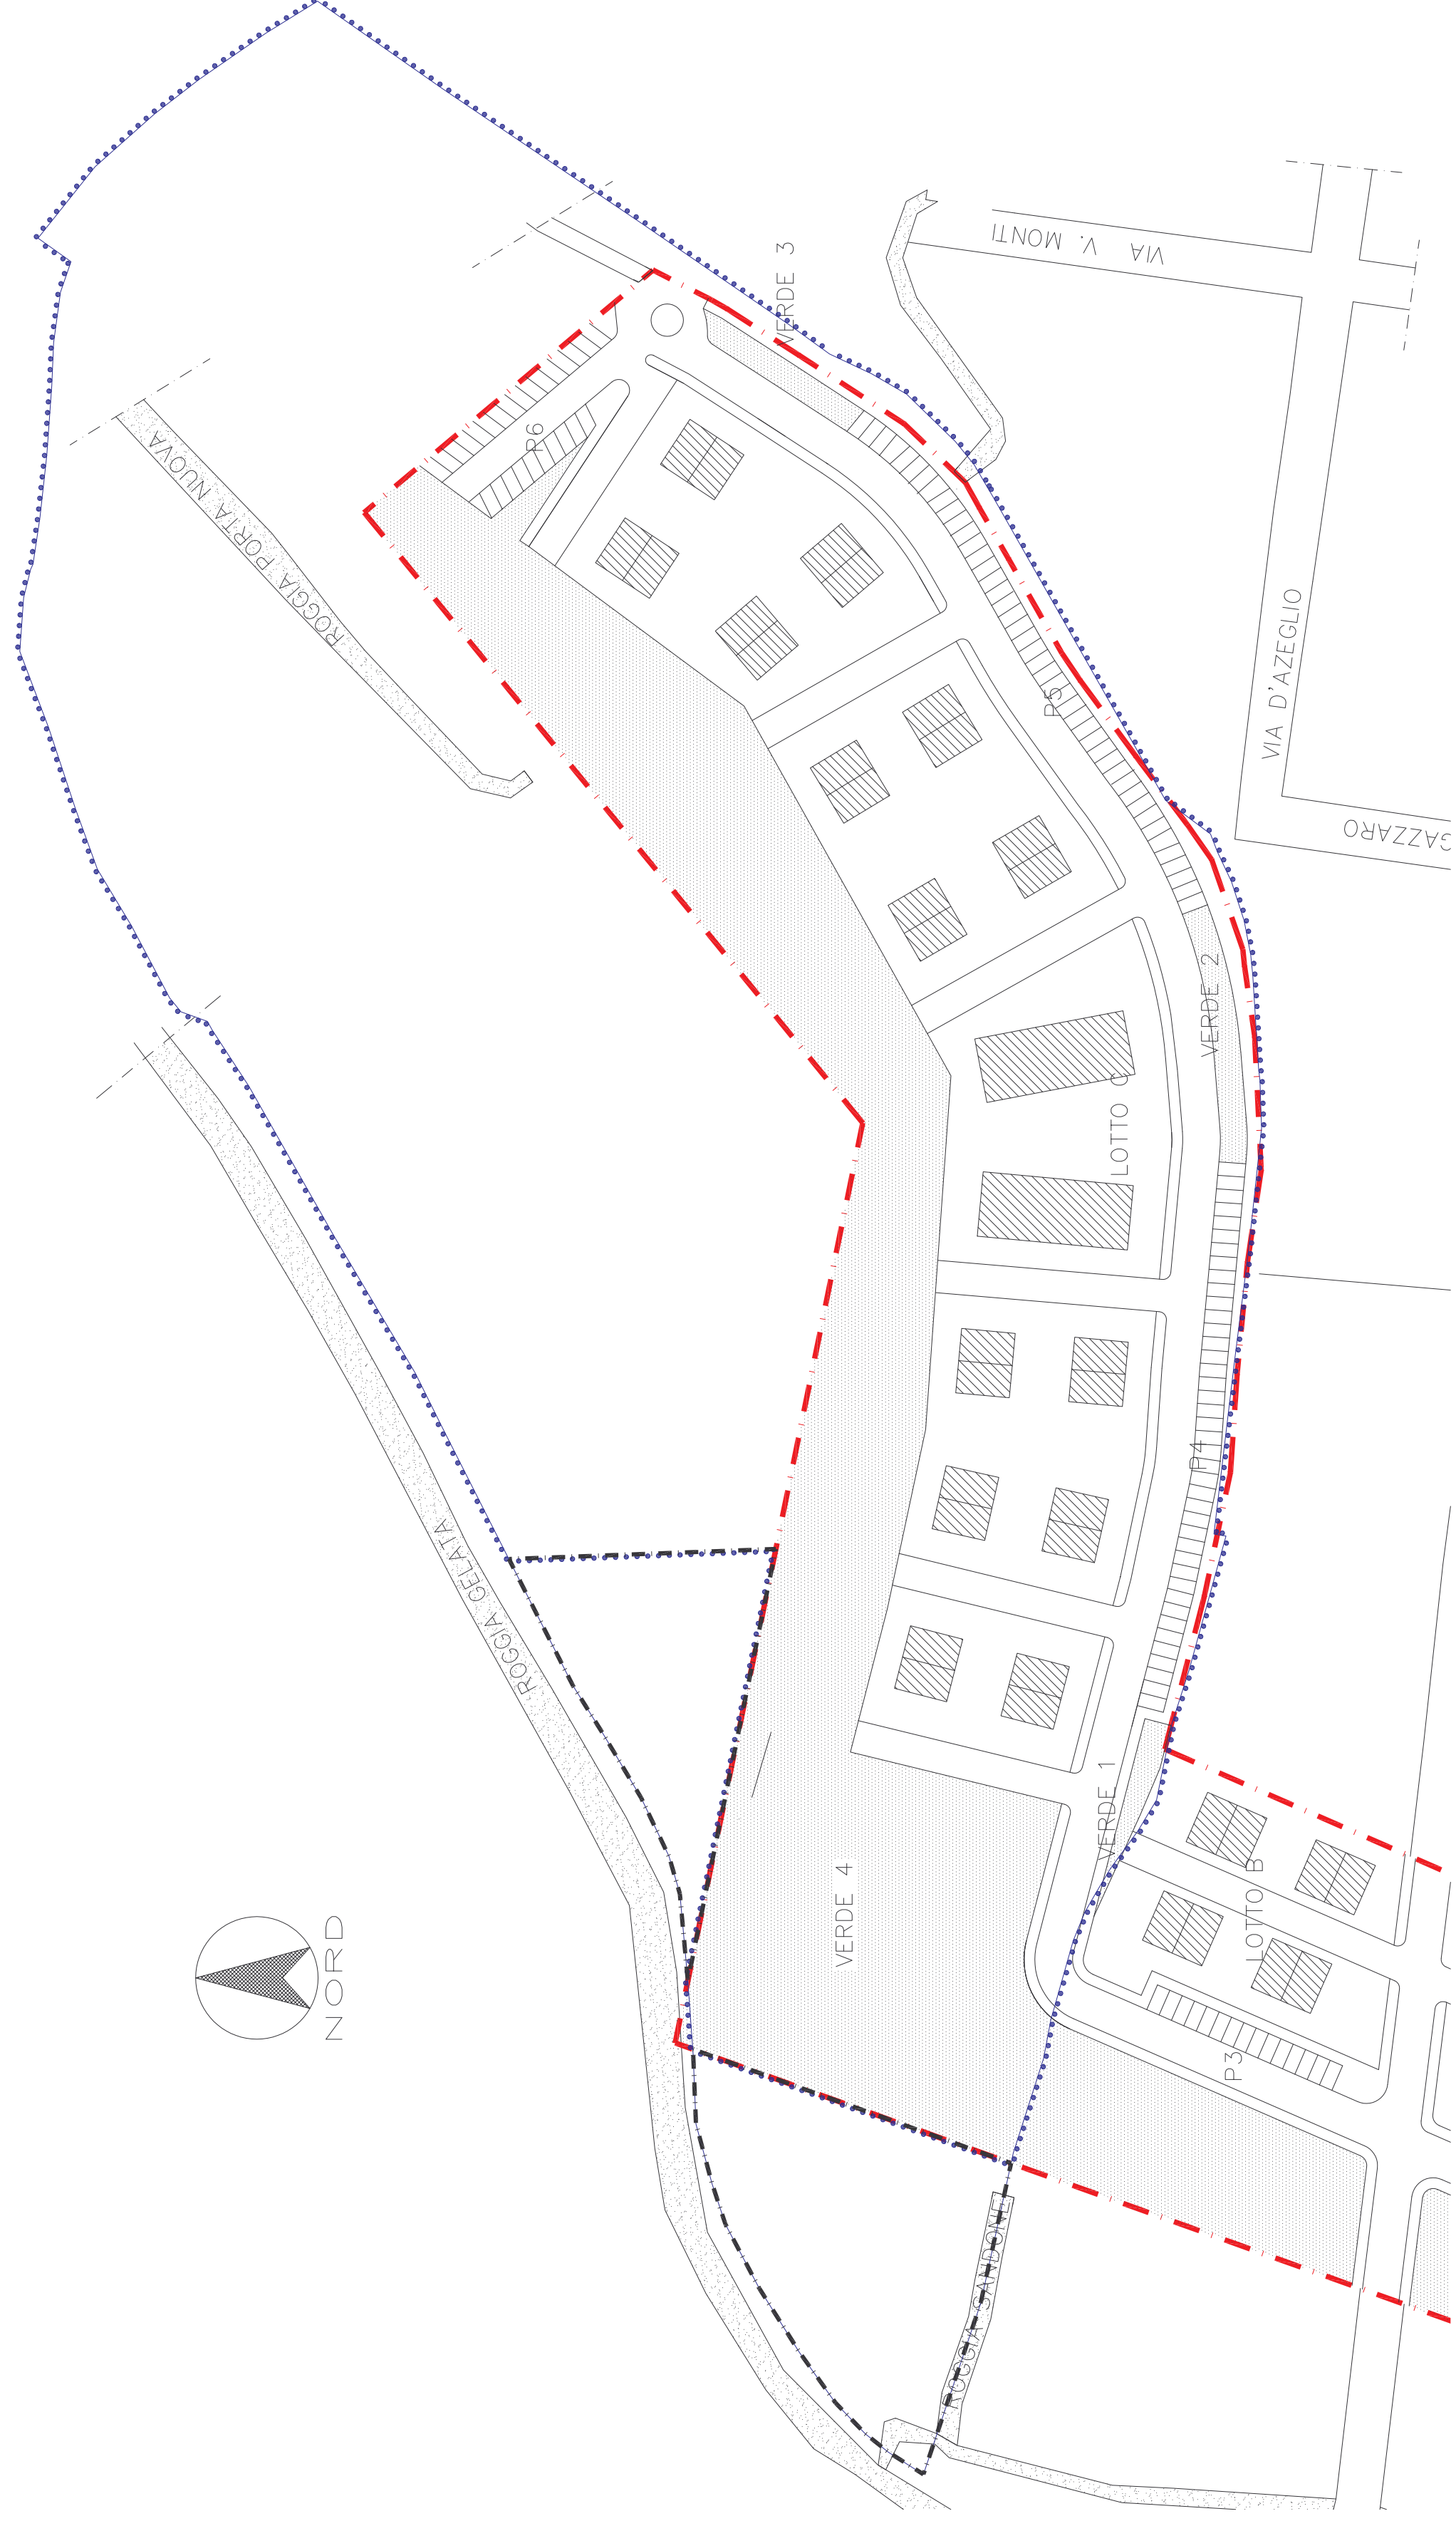 VERDE 3
VIA V. MONTI
P6
ROGGIA PORTA NUOVA
P5
VIA D'AZEGLIO
GAZZARO
VERDE 2
LOTTO C
P4
ROGGIA GELATA
VERDE 1
VERDE 4
LOTTO B
NORD
P3
ROGGIA SANDONE